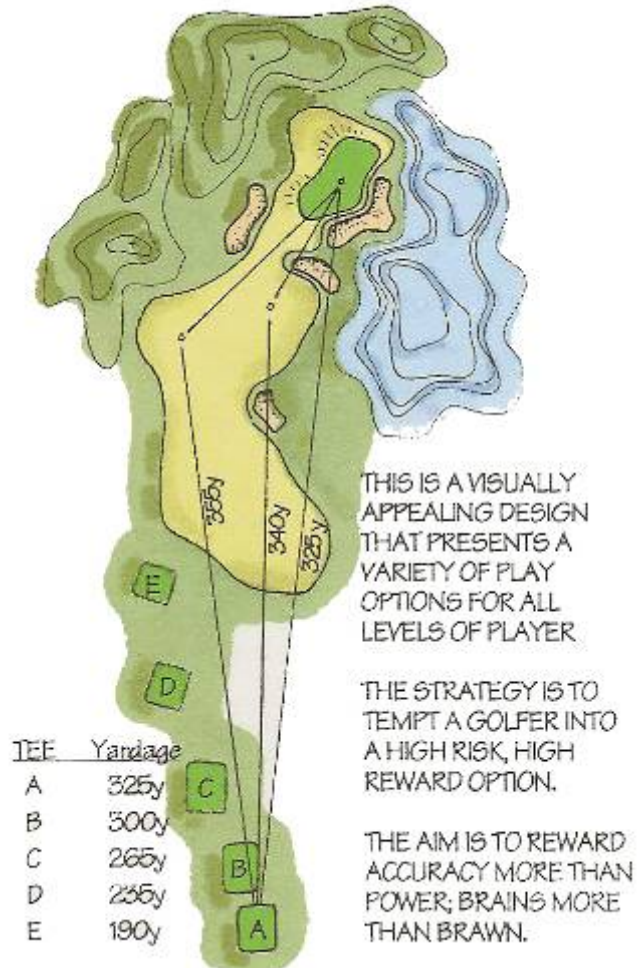 355y
340y
325y
THIS IS A VISUALLY
APPEALING DESIGN
THAT PRESENTS A
VARIETY OF PLAY
OPTIONS FOR ALL
LEVELS OF PLAYER
THE STRATEGY IS TO
TEMPT A GOLFER INTO
A HIGH RISK, HIGH
REWARD OPTION.
THE AIM IS TO REWARD
ACCURACY MORE THAN
POWER; BRAINS MORE
THAN BRAWN.
E
D
C
B
A
TEE Yardage
A 325y
B 300y
C 265y
D 235y
E 190y